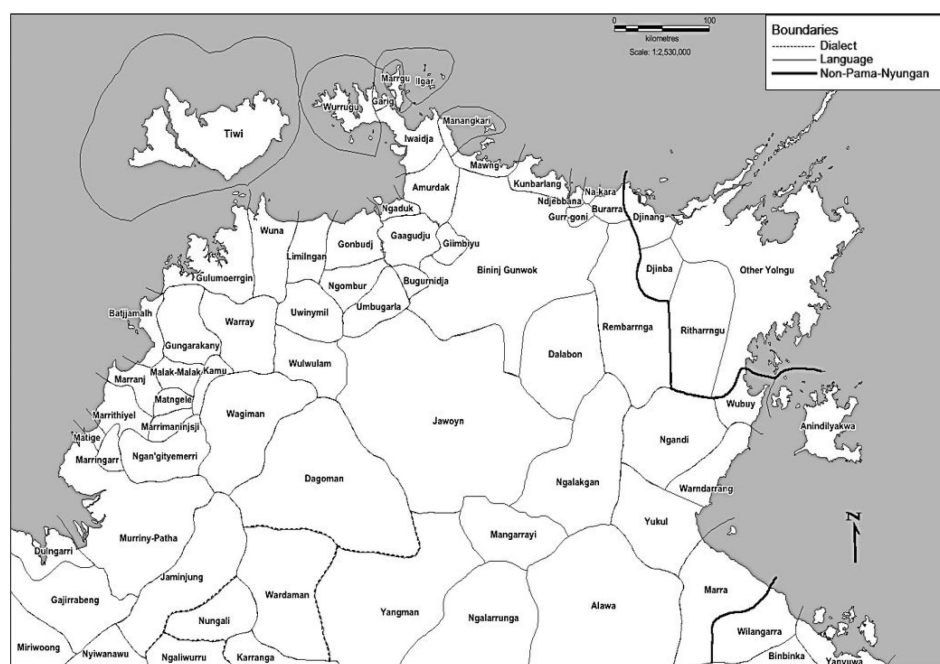 0
100
kilometres
Scale: 1:2,530,000
Boundaries
Dialect
Language
Non-Pama-Nyungan
Tiwi
Wurrugu
Garig
Marrgu
Ilgar
Manangkari
Iwaidja
Mawng
Amurdak
Kunbarlang
Na-kara
Ndjebbana
Burarra
Gurr-goni
Djinang
Ngaduk
Wuna
Limilngan
Gonbudj
Gaagudju
Giimbiyu
Bininj Gunwok
Djinba
Other Yolngu
Gulumoerrgin
Ngombur
Bugurnidja
Umbugarla
Uwinymil
Rembarrnga
Ritharrngu
Batjjamalh
Warray
Gungarakany
Wulwulam
Dalabon
Marranj
Malak-Malak
Kamu
Matngele
Wagiman
Jawoyn
Wubuy
Anindilyakwa
Marrithiyel
Marrimaninjsji
Matige
Marringarr
Ngan'gityemerri
Ngandi
Dagoman
Ngalakgan
Warndarrang
Yukul
N
Murriny-Patha
Mangarrayi
Dulngarri
Jaminjung
Gajirrabeng
Wardaman
Marra
Nungali
Yangman
Ngalarrunga
Alawa
Wilangarra
Miriwoong
Nyiwanawu
Ngaliwurru
Karranga
Binbinka
Yanyuwa